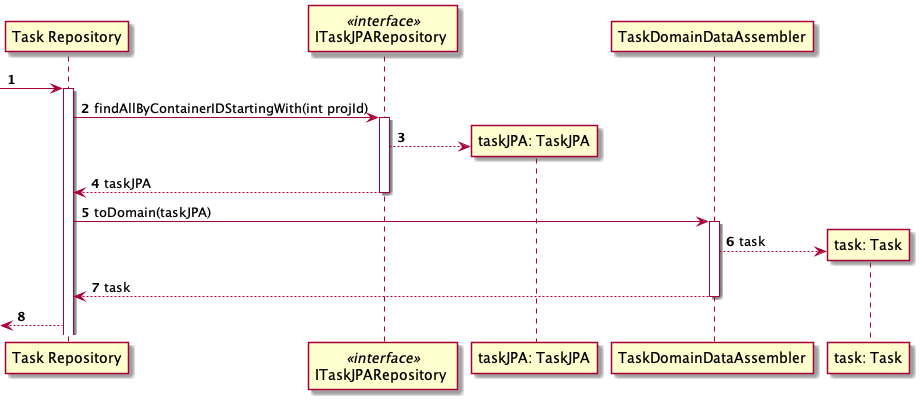 Task Repository
«interface»
ITaskJPARepository
TaskDomainDataAssembler
1
2 findAllByContainerIDStartingWith(int projId)
3
taskJPA: TaskJPA
4 taskJPA
5 toDomain(taskJPA)
6 task
task: Task
7 task
8
Task Repository
«interface»
ITaskJPARepository
taskJPA: TaskJPA
TaskDomainDataAssembler
task: Task